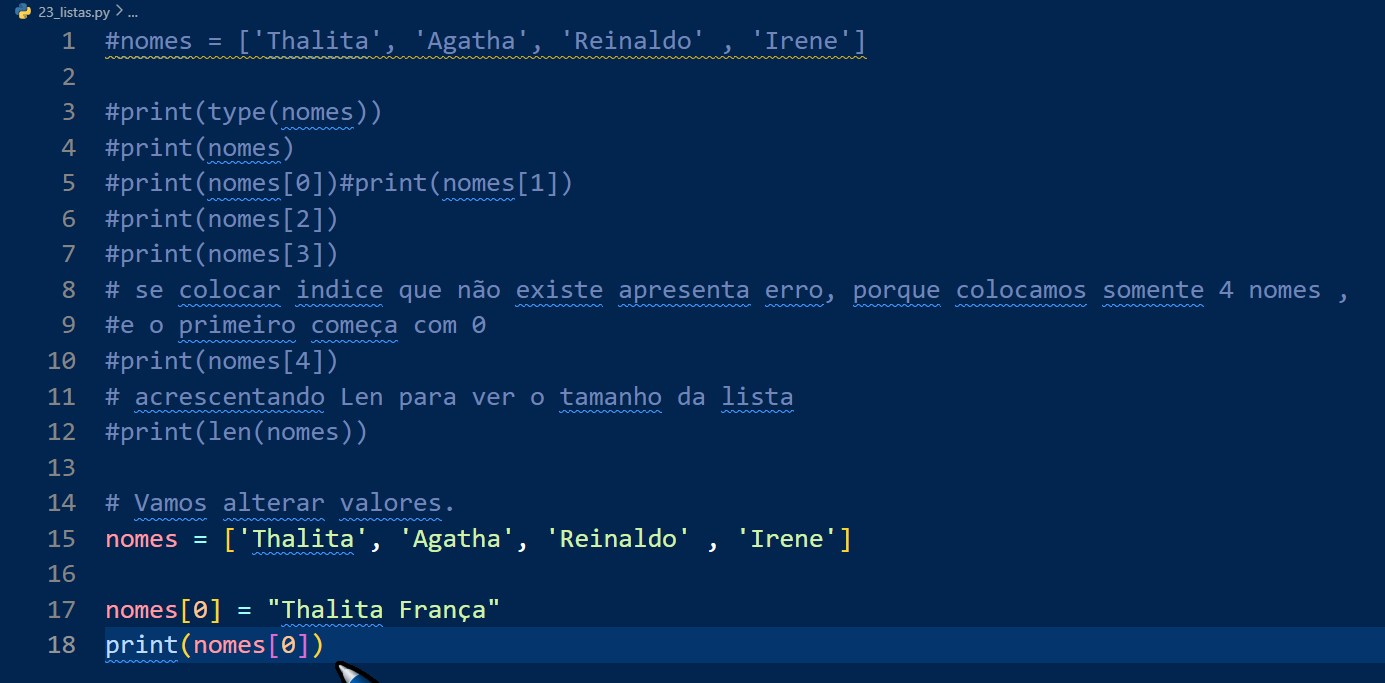 23_listas.py > ...
1 #nomes = ['Thalita', 'Agatha', 'Reinaldo' , 'Irene']
2
3 #print(type(nomes))
4 #print(nomes)
5 #print(nomes[0])#print(nomes[1])
6 #print(nomes[2])
7 #print(nomes[3])
8 # se colocar indice que não existe apresenta erro, porque colocamos somente 4 nomes ,
9 #e o primeiro começa com 0
10 #print(nomes[4])
11 # acrescentando Len para ver o tamanho da lista
12 #print(len(nomes))
13
14 # Vamos alterar valores.
15 nomes = ['Thalita', 'Agatha', 'Reinaldo' , 'Irene']
16
17 nomes[0] = "Thalita França"
18 print(nomes[0])